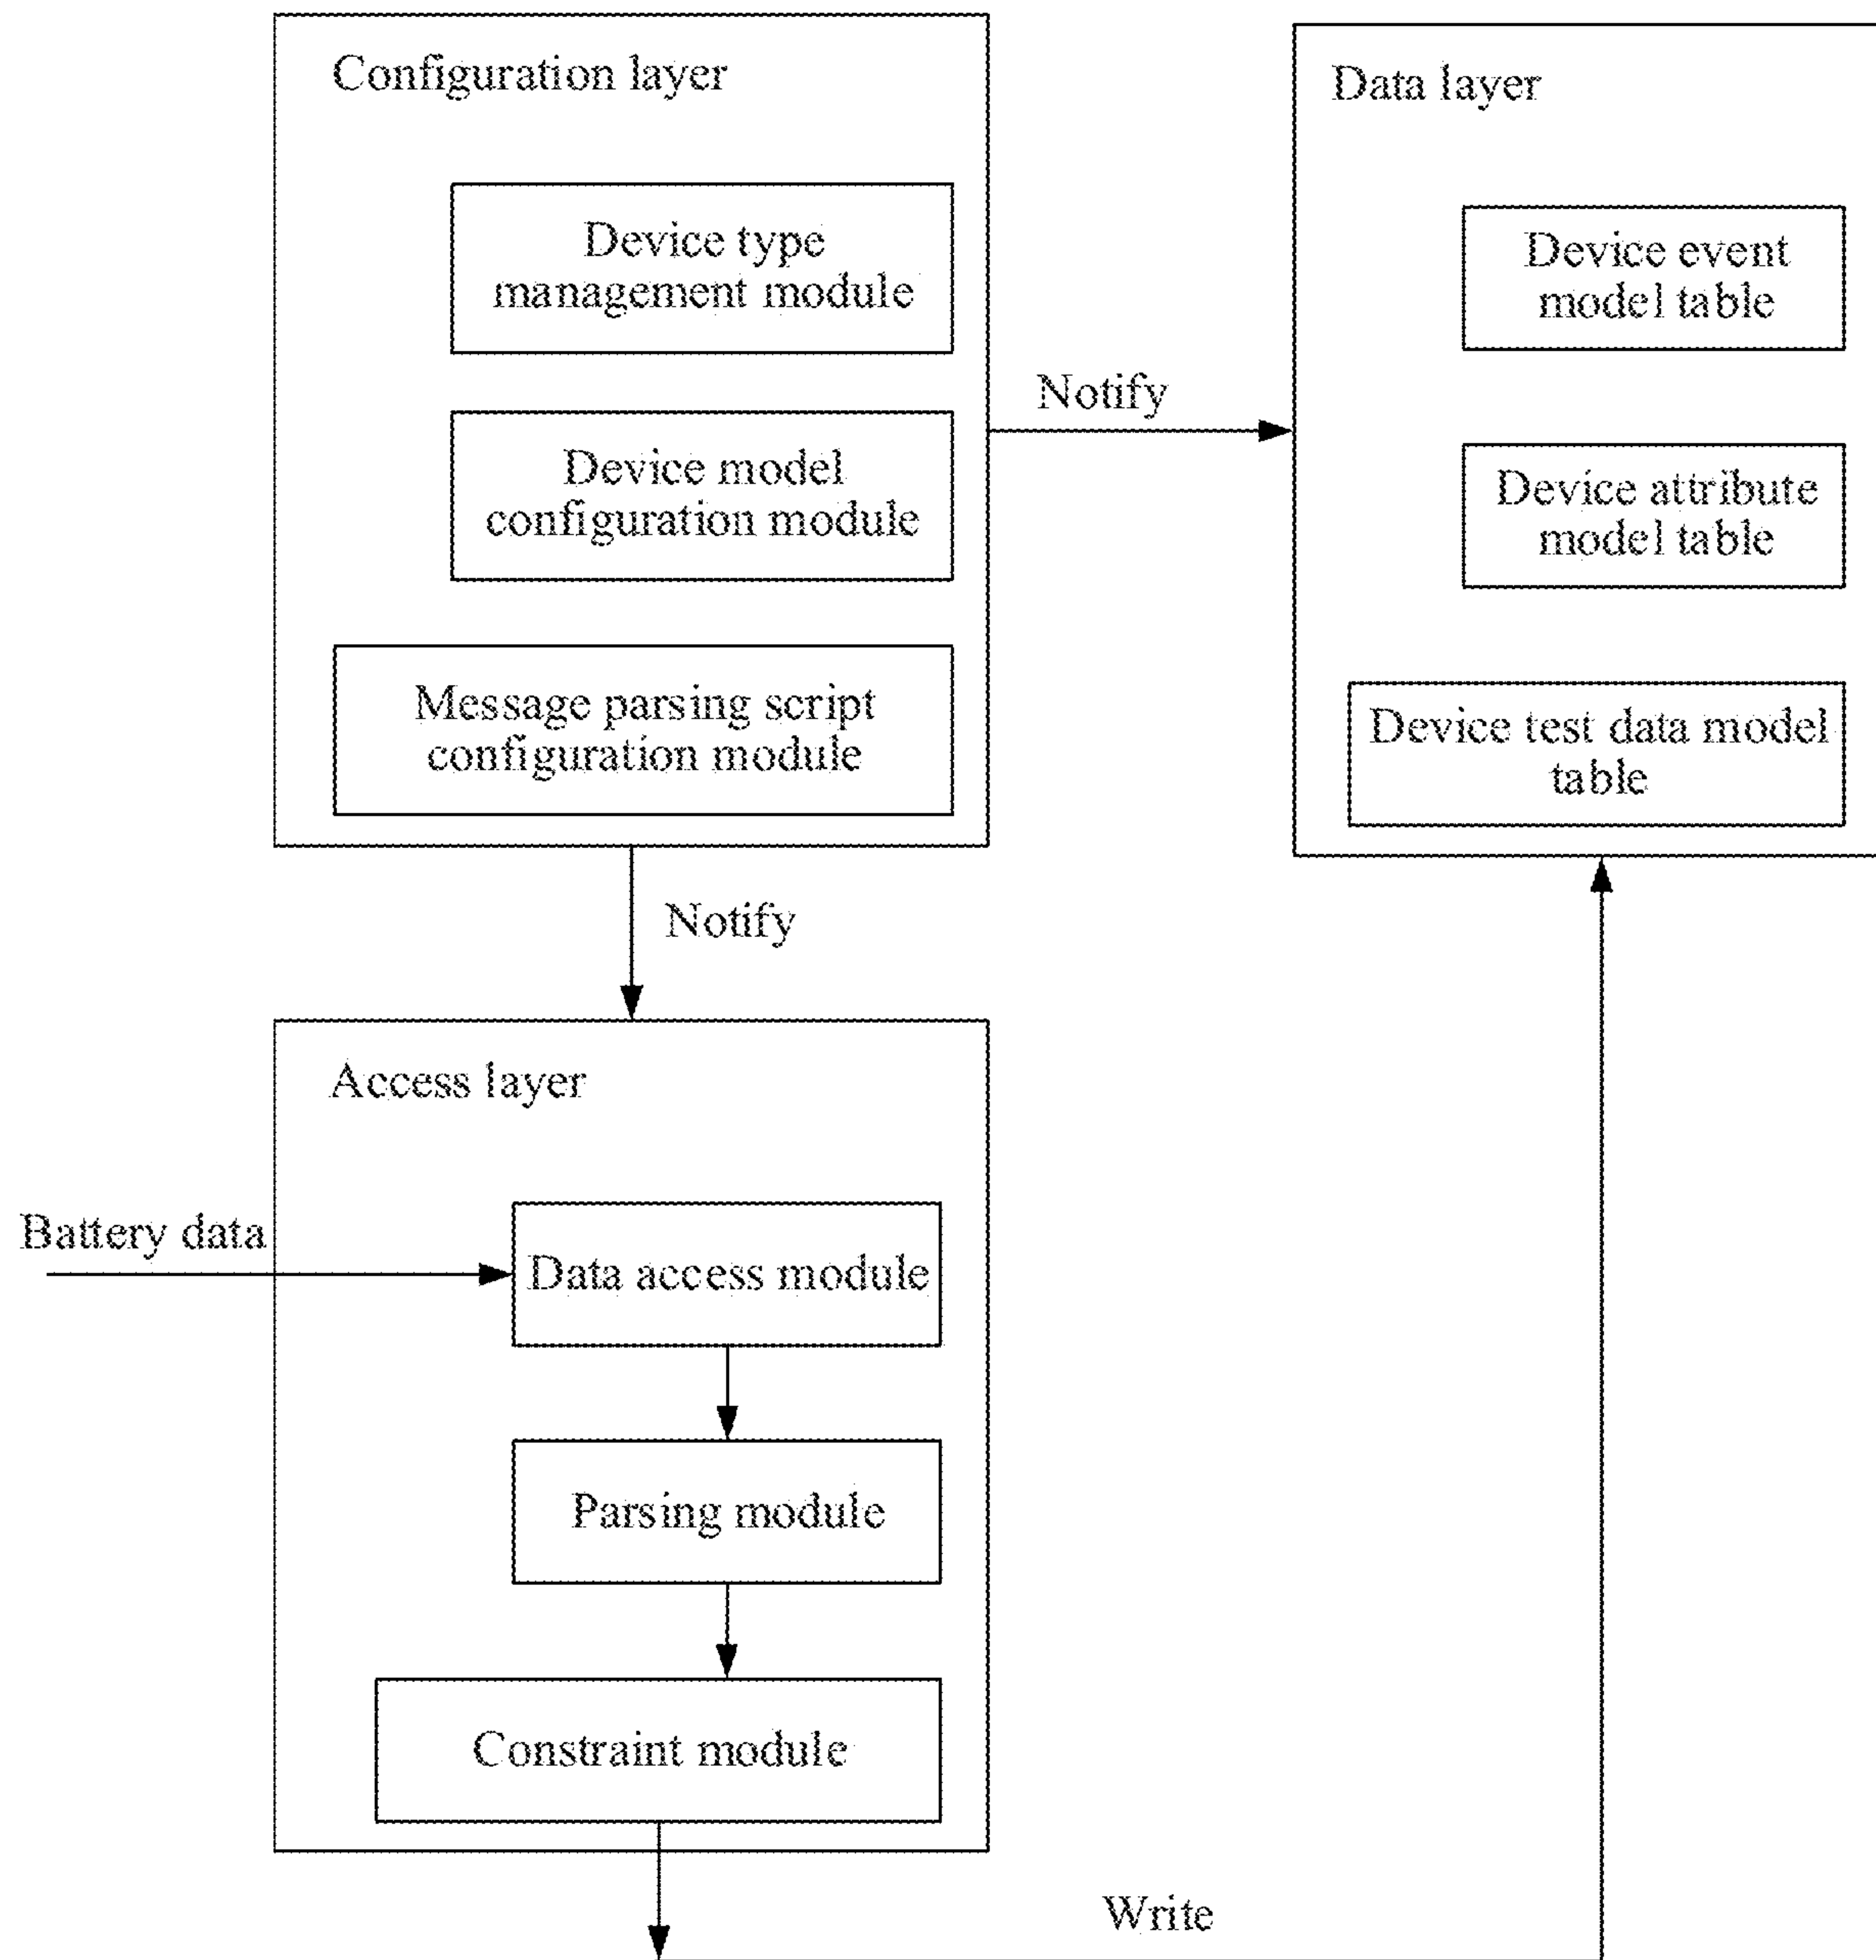 Configuration layer
Device type
management module
Device model
configuration module
Message parsing script
configuration module
Notify
Data layer
Device event
model table
Device attribute
model table
Device test data model
table
Notify
Access layer
Battery data
Data access module
Parsing module
Constraint module
Write